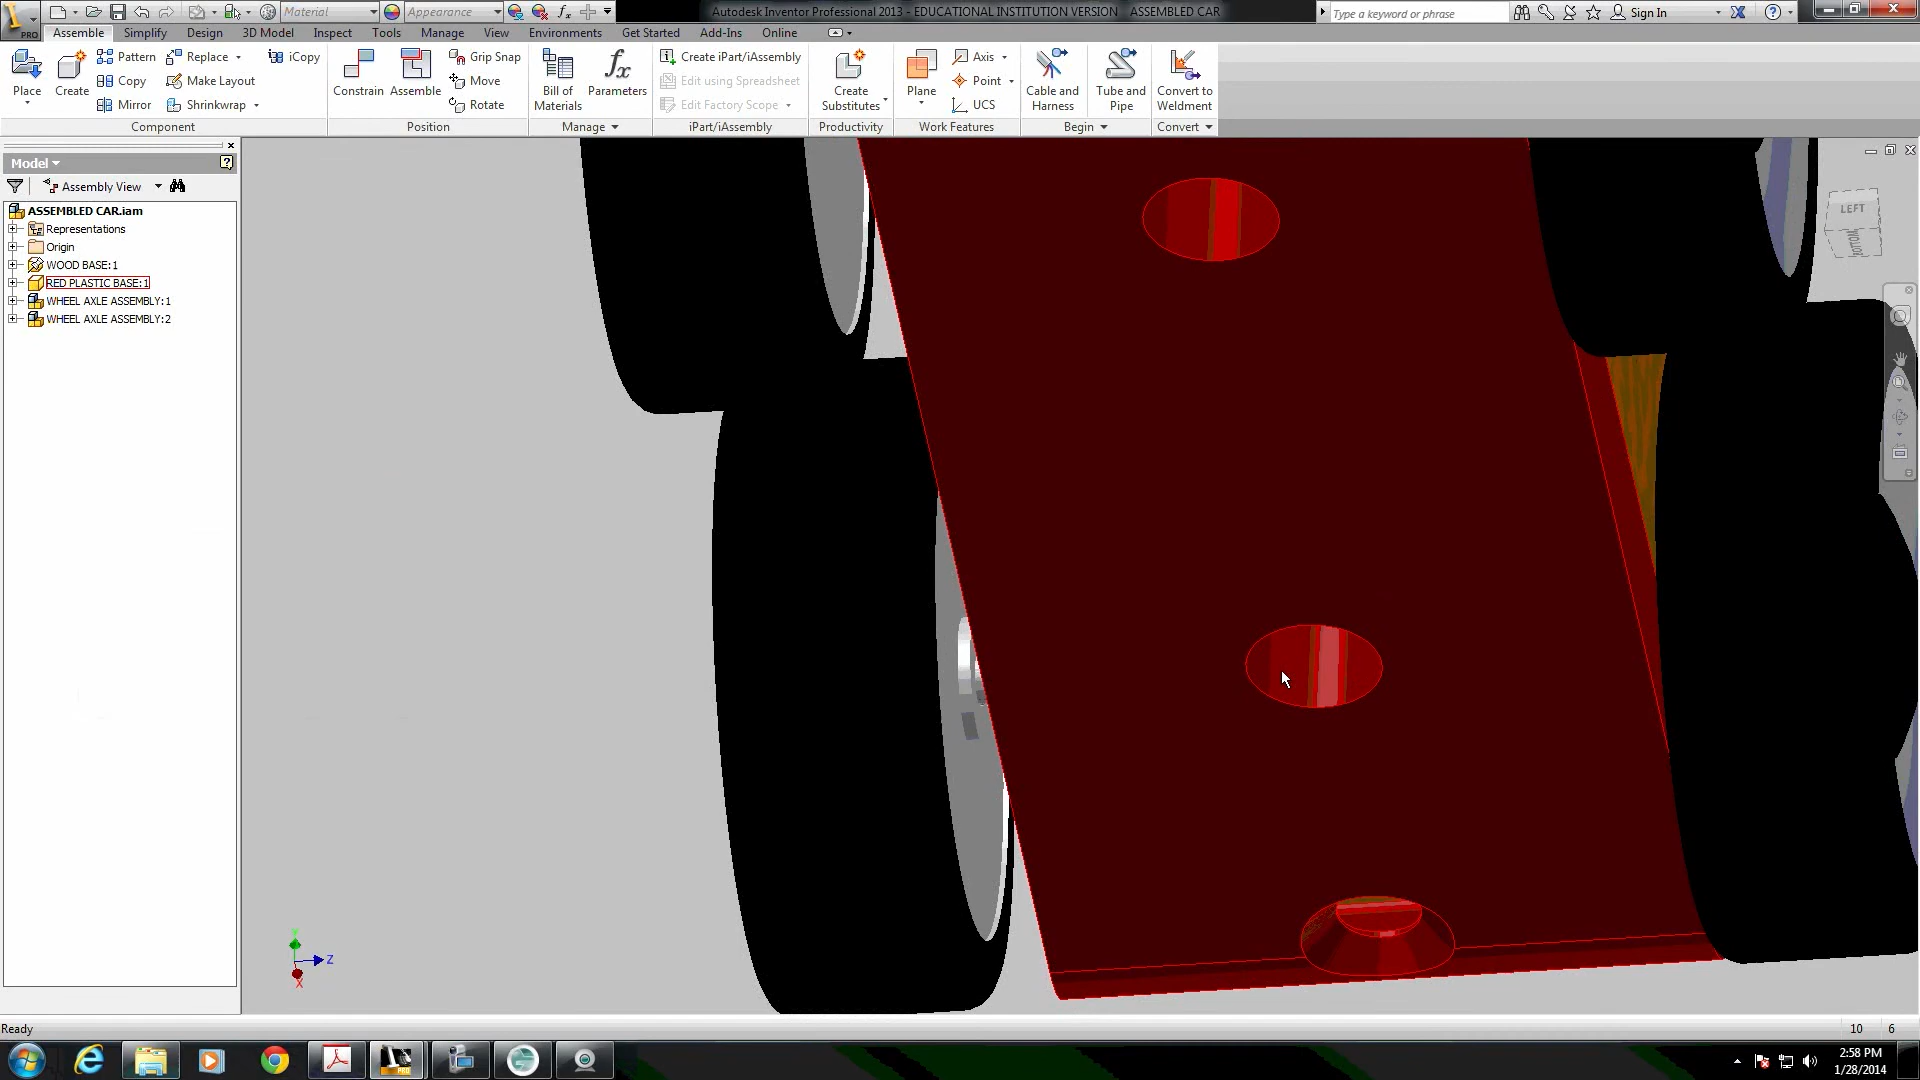 PRO
Material
Appearance
Autodesk Inventor Professional 2013 - EDUCATIONAL INSTITUTION VERSION ASSEMBLED CAR
Type a keyword or phrase
Sign In
Assemble Simplify Design 3D Model Inspect Tools Manage View Environments Get Started Add-Ins Online
Place
Create
Pattern
Copy
Mirror
Replace
Make Layout
Shrinkwrap
iCopy
Component
Constrain
Assemble
Grip Snap
Move
Rotate
Position
Bill of
Materials
Parameters
Manage
Create iPart/iAssembly
Edit using Spreadsheet
Edit Factory Scope
iPart/iAssembly
Create
Substitutes
Productivity
Plane
Axis
Point
UCS
Work Features
Cable and
Harness
Tube and
Pipe
Begin
Convert to
Weldment
Convert
Model
Assembly View
ASSEMBLED CAR.iam
Representations
Origin
WOOD BASE:1
RED PLASTIC BASE:1
WHEEL AXLE ASSEMBLY:1
WHEEL AXLE ASSEMBLY:2
LEFT
BOTTOM
Y
Z
X
Ready
10 6
PRO
2:58 PM
1/28/2014